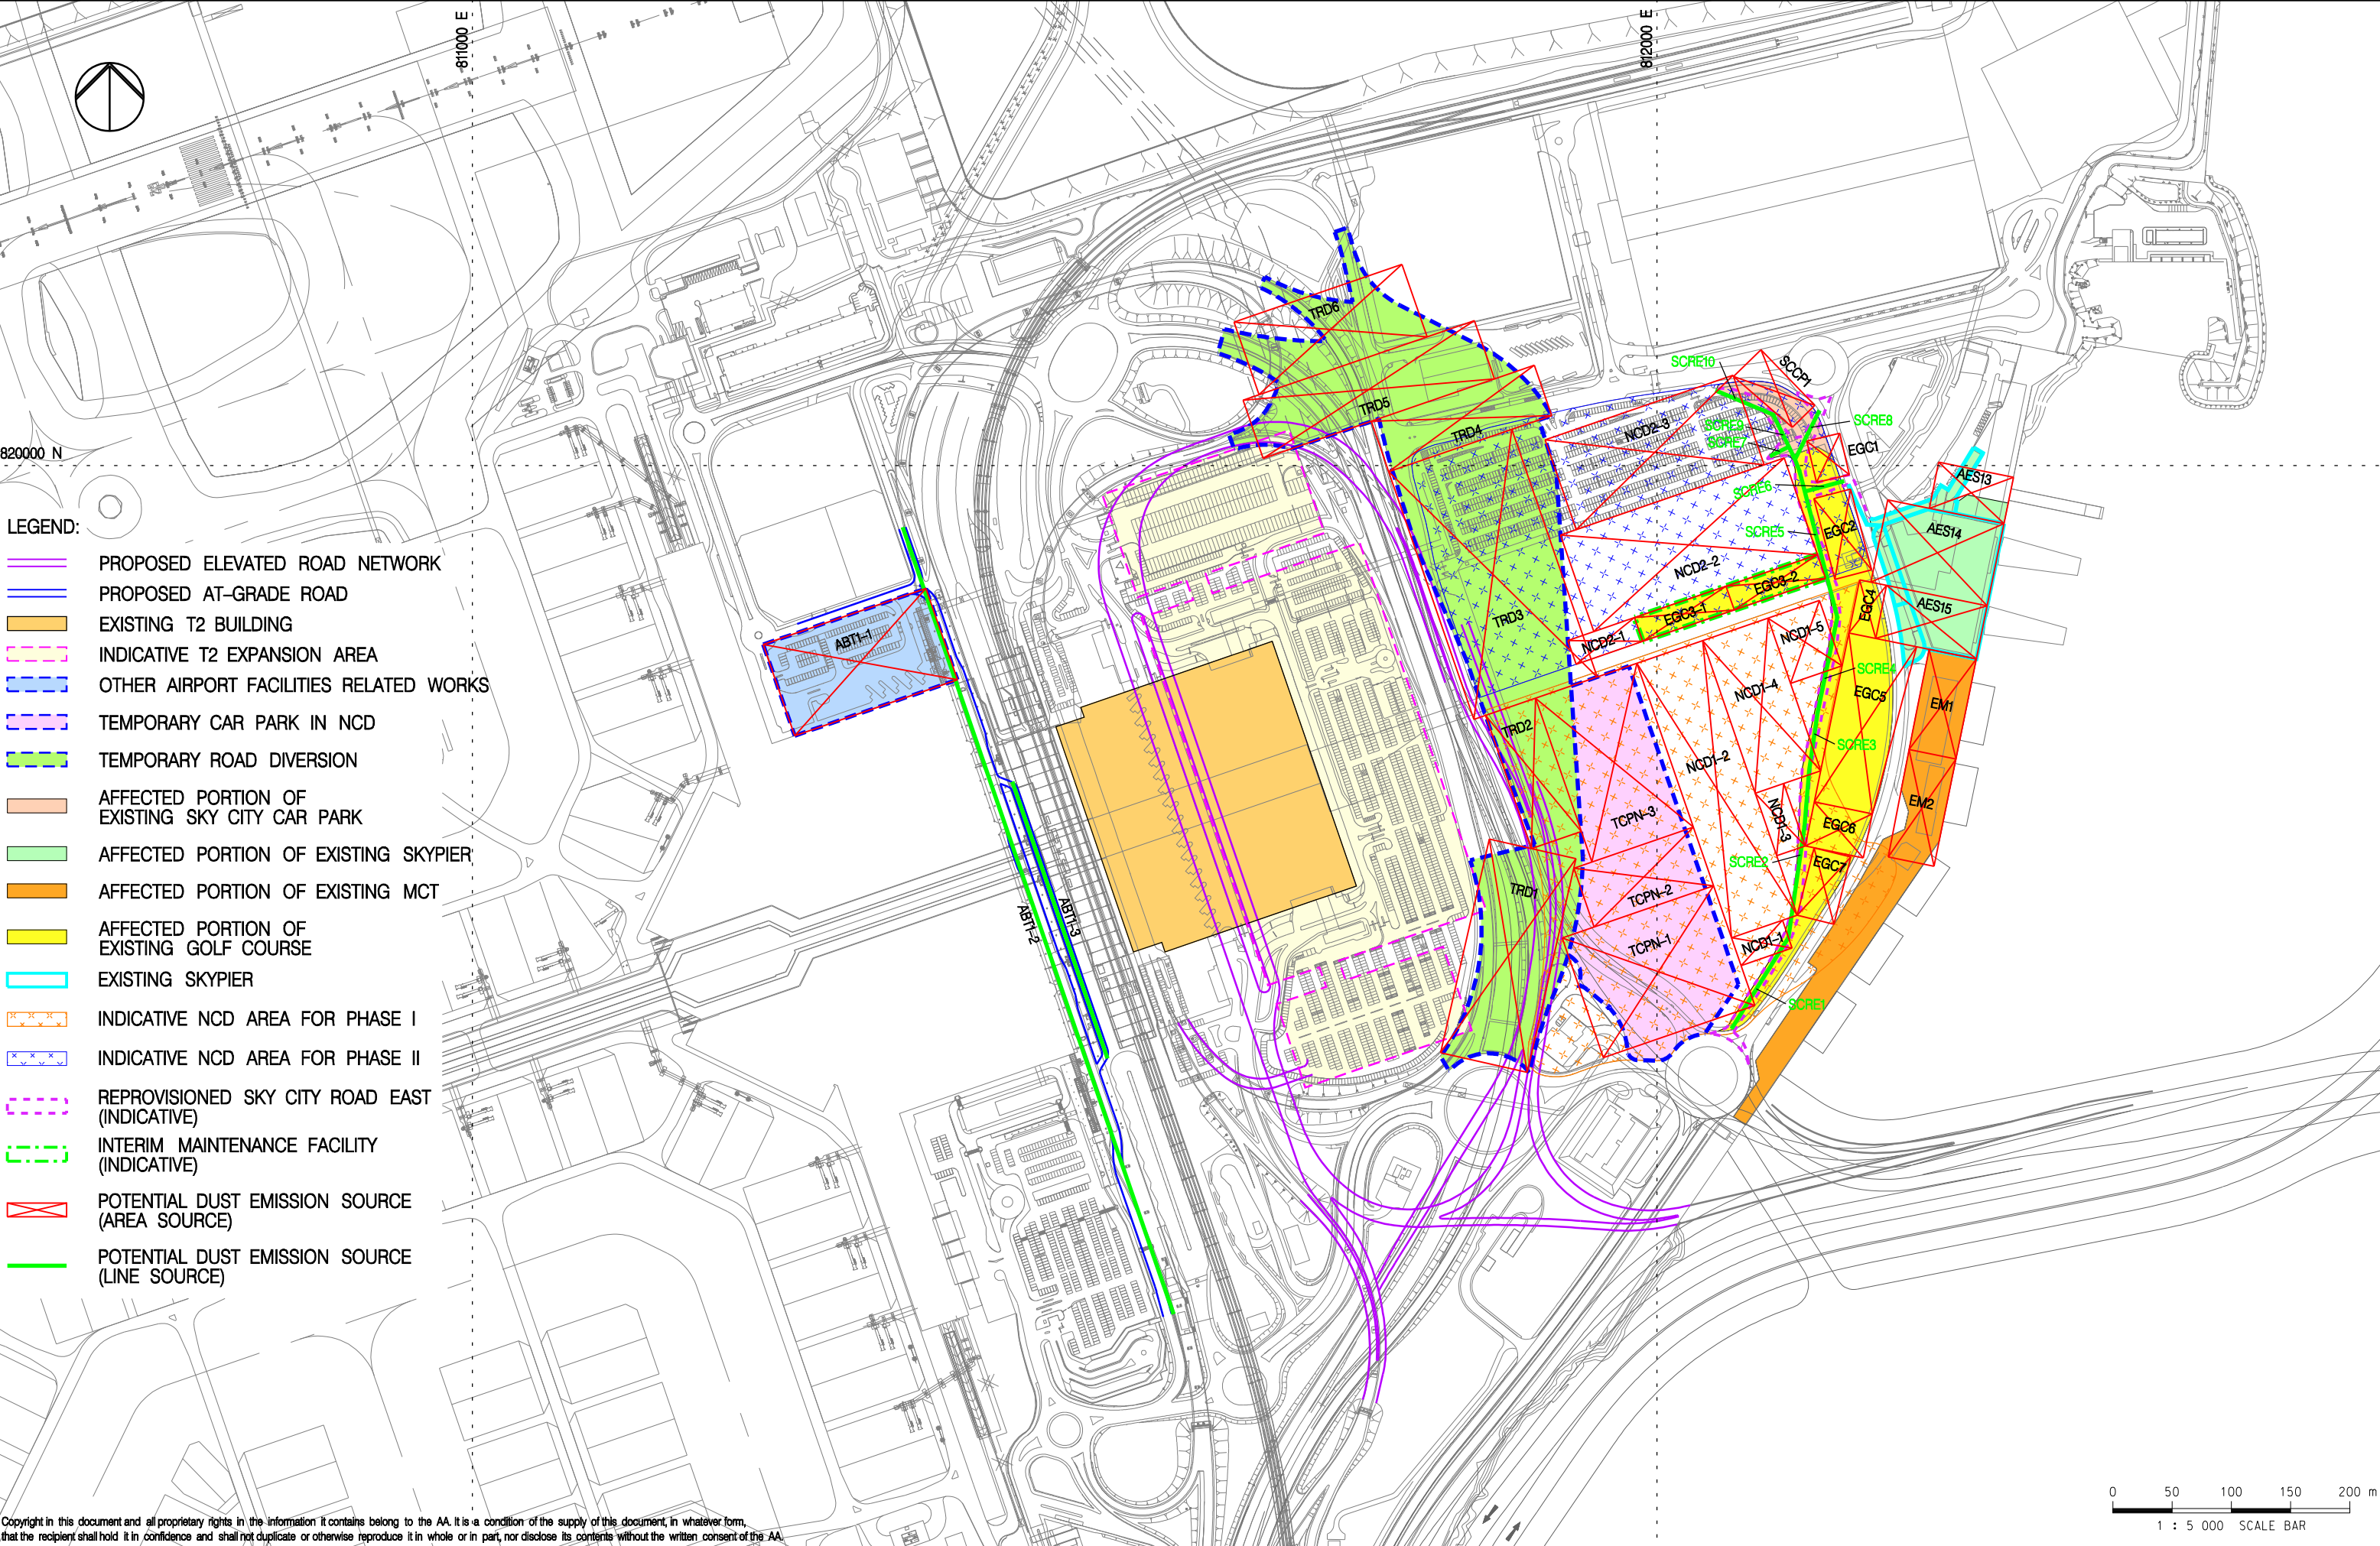 811000 E
812000 E
820000 N
LEGEND:
PROPOSED ELEVATED ROAD NETWORK
PROPOSED AT-GRADE ROAD
EXISTING T2 BUILDING
INDICATIVE T2 EXPANSION AREA
OTHER AIRPORT FACILITIES RELATED WORKS
TEMPORARY CAR PARK IN NCD
TEMPORARY ROAD DIVERSION
AFFECTED PORTION OF
EXISTING SKY CITY CAR PARK
AFFECTED PORTION OF EXISTING SKYPIER
AFFECTED PORTION OF EXISTING MCT
AFFECTED PORTION OF
EXISTING GOLF COURSE
EXISTING SKYPIER
INDICATIVE NCD AREA FOR PHASE I
INDICATIVE NCD AREA FOR PHASE II
REPROVISIONED SKY CITY ROAD EAST
(INDICATIVE)
INTERIM MAINTENANCE FACILITY
(INDICATIVE)
POTENTIAL DUST EMISSION SOURCE
(AREA SOURCE)
POTENTIAL DUST EMISSION SOURCE
(LINE SOURCE)
ABT1-1
ABT1-2
ABT1-3
TRD6
TRD5
TRD4
TRD3
TRD2
TRD1
SCRE10
SCCP1
NCD2-3
SCRE9
SCRE8
SCRE7
EGC1
SCRE6
SCRE5
EGC2
AES13
AES14
NCD2-2
EGC3-2
EGC3-1
EGC4
AES15
NCD2-1
NCD1-5
SCRE4
NCD1-4
EGC5
EM1
SCRE3
NCD1-2
TCPN-3
NCD1-3
EM2
EGC6
SCRE2
EGC7
TCPN-2
TCPN-1
NCD1-1
SCRE1
0 50 100 150 200 m
1 : 5 000 SCALE BAR
Copyright in this document and all proprietary rights in the information it contains belong to the AA. It is a condition of the supply of this document, in whatever form,
that the recipient shall hold it in confidence and shall not duplicate or otherwise reproduce it in whole or in part, nor disclose its contents without the written consent of the AA.